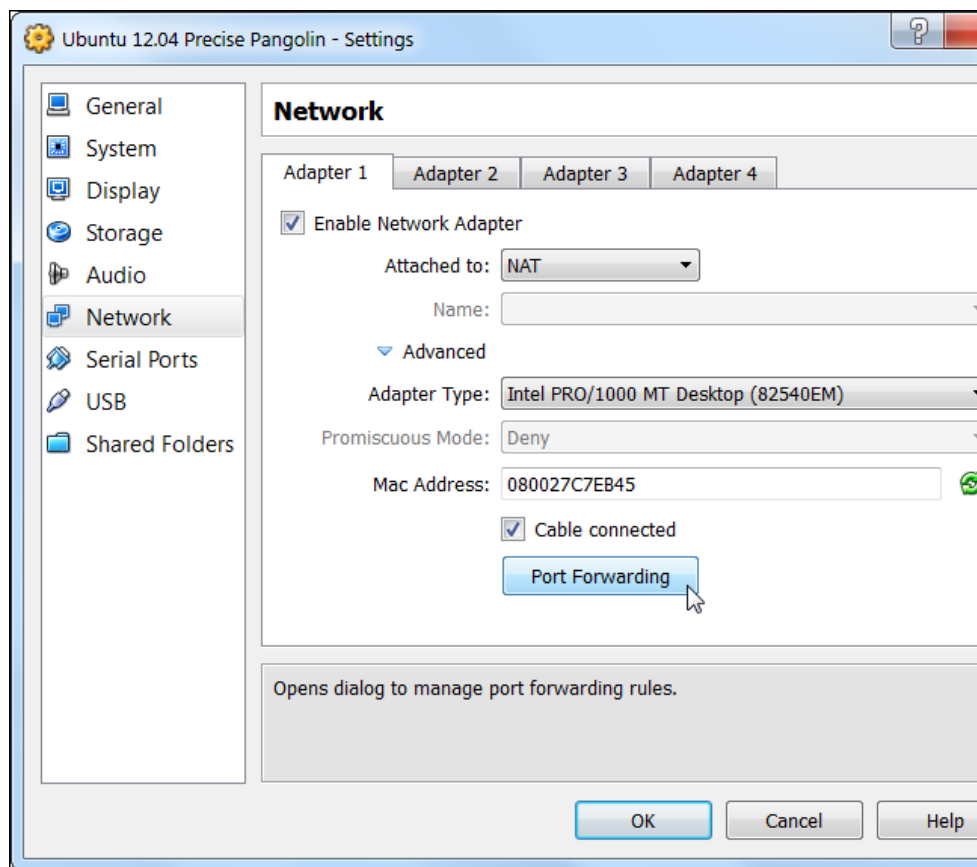 Ubuntu 12.04 Precise Pangolin - Settings
General
System
Display
Storage
Audio
Network
Serial Ports
USB
Shared Folders
Network
Adapter 1 Adapter 2 Adapter 3 Adapter 4
Enable Network Adapter
Attached to: NAT
Name:
Advanced
Adapter Type: Intel PRO/1000 MT Desktop (82540EM)
Promiscuous Mode: Deny
Mac Address: 080027C7EB45
Cable connected
Port Forwarding
Opens dialog to manage port forwarding rules.
OK Cancel Help